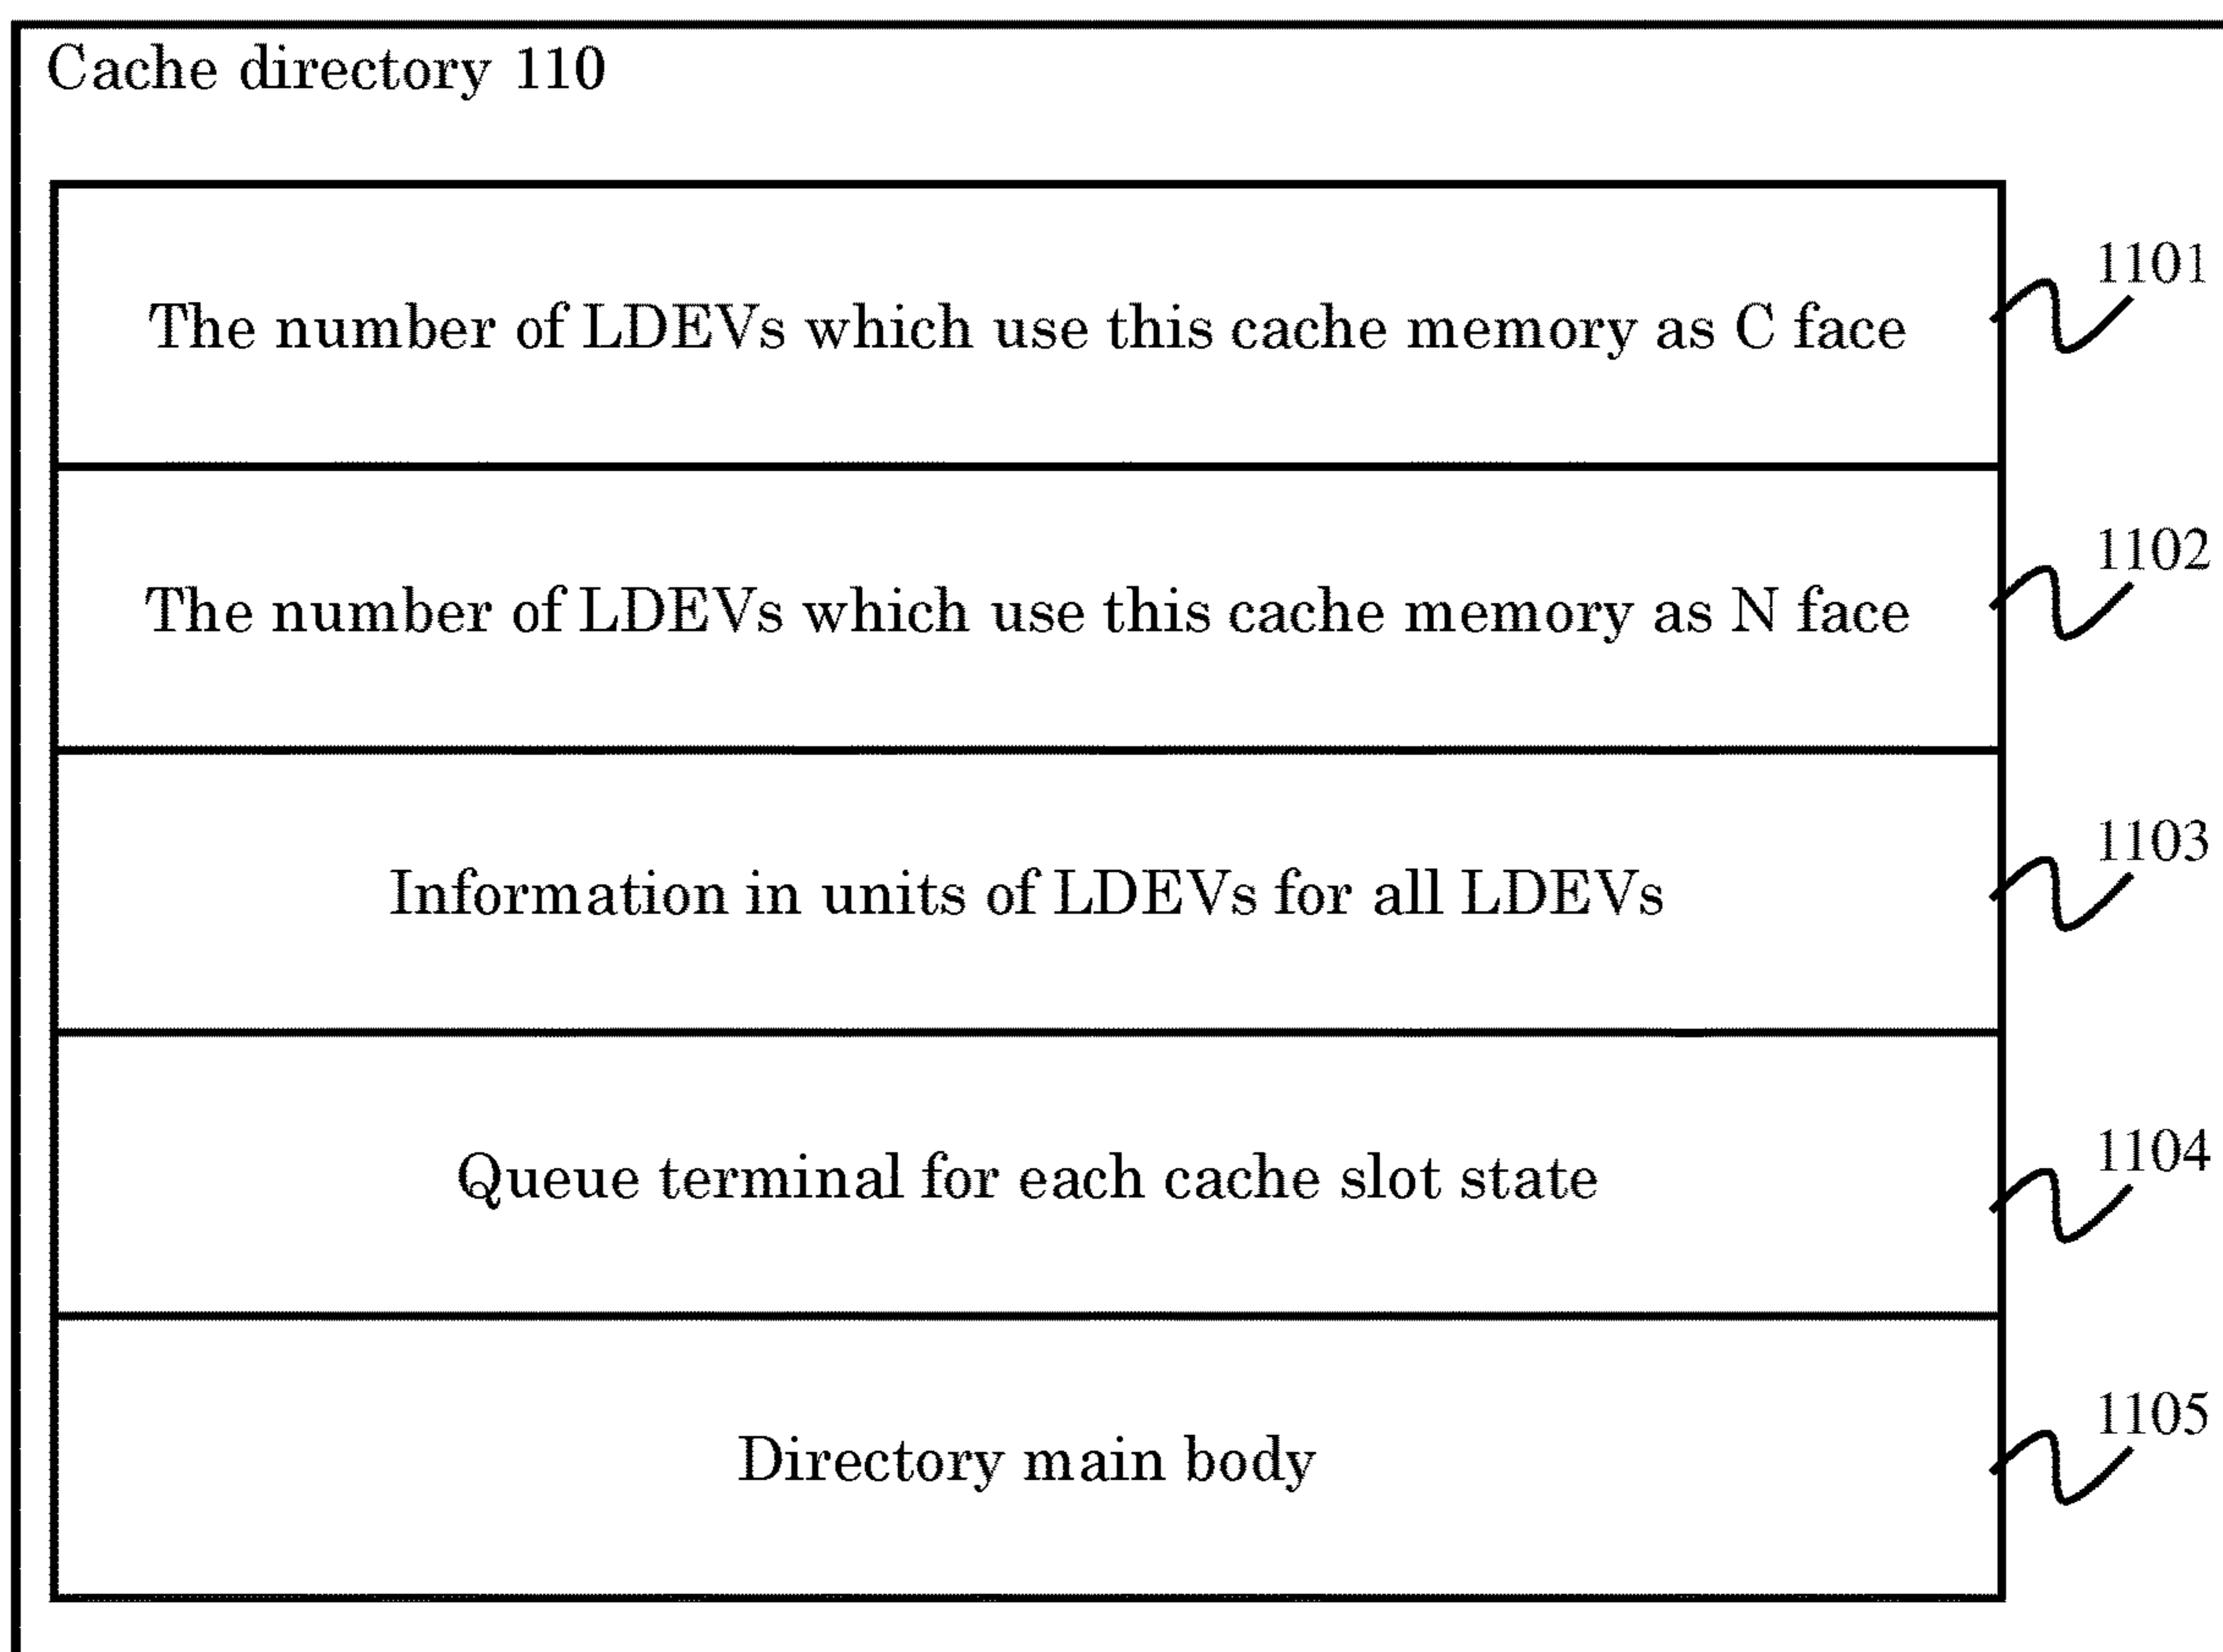 Cache directory 110
The number of LDEVs which use this cache memory as C face
1101
The number of LDEVs which use this cache memory as N face
1102
Information in units of LDEVs for all LDEVs
1103
Queue terminal for each cache slot state
1104
Directory main body
1105